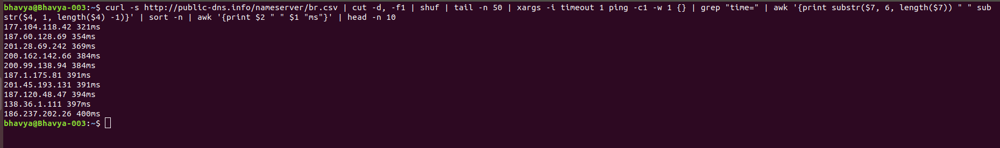 bhavya@Bhavya-003:~$ curl -s http://public-dns.info/nameserver/br.csv | cut -d, -f1 | shuf | tail -n 50 | xargs -i timeout 1 ping -c1 -w 1 {} | grep "time=" | awk '{print substr($7, 6, length($7)) " " sub
str($4, 1, length($4) -1)}' | sort -n | awk '{print $2 " " $1 "ms"}' | head -n 10
177.104.118.42 321ms
187.60.128.69 354ms
201.28.69.242 369ms
200.162.142.66 384ms
200.99.138.94 384ms
187.1.175.81 391ms
201.45.193.131 391ms
187.120.48.47 394ms
138.36.1.111 397ms
186.237.202.26 400ms
bhavya@Bhavya-003:~$